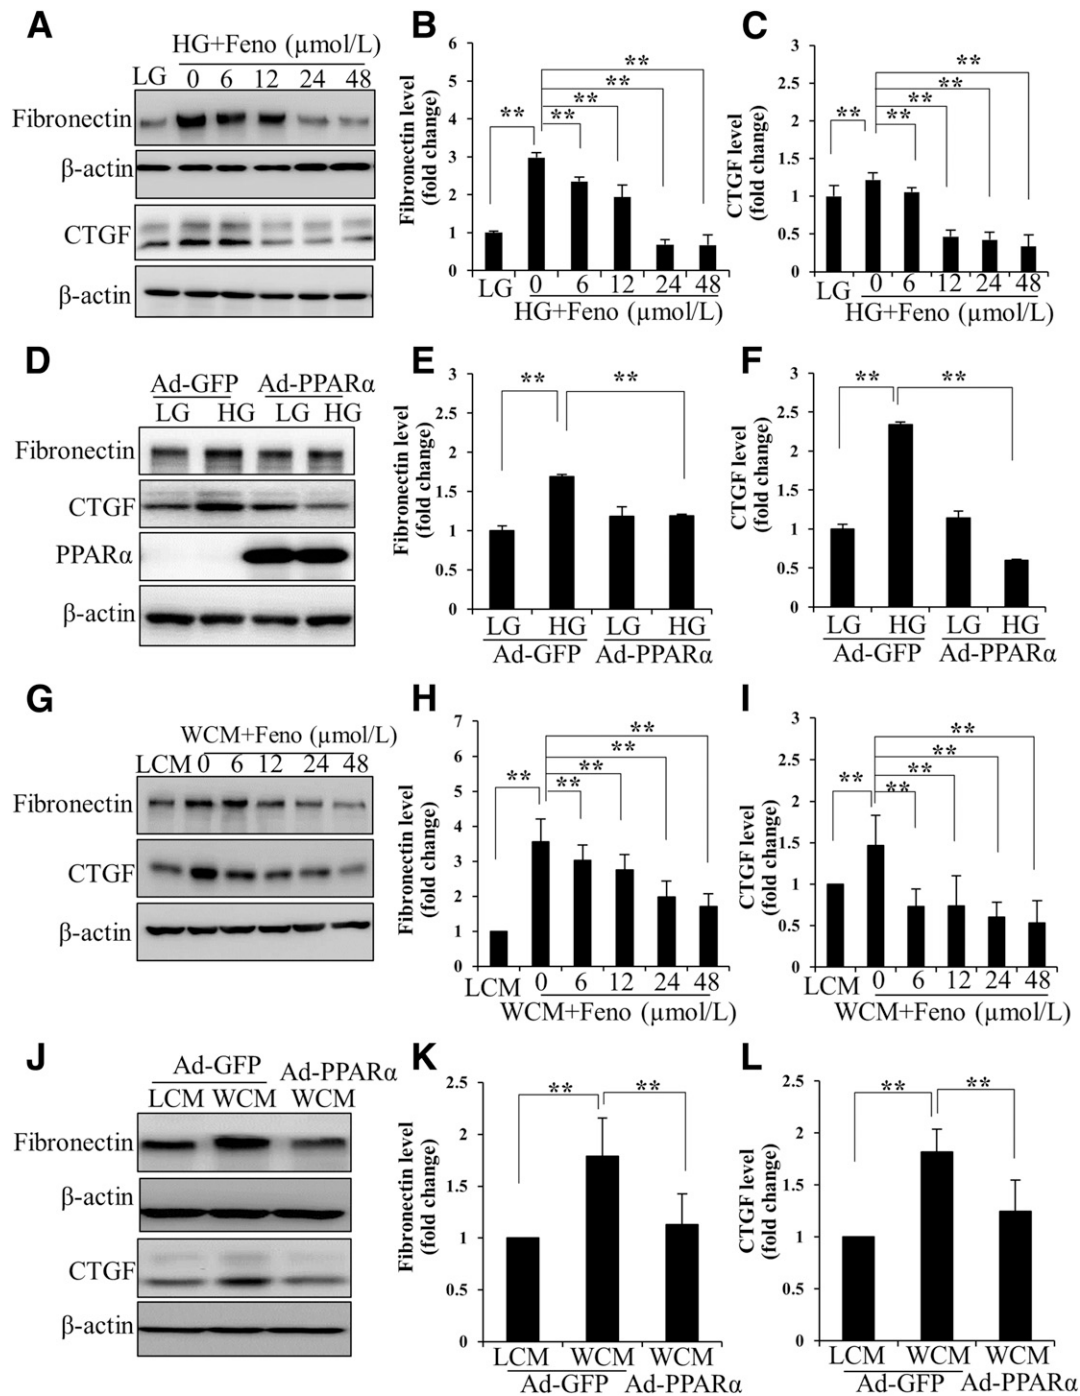 A
HG+Feno (µmol/L)
LG 0 6 12 24 48
Fibronectin
β-actin
CTGF
β-actin
B
Fibronectin level
(fold change)
6
5
4
3
2
1
0
** ** ** ** **
LG 0 6 12 24 48
HG+Feno (µmol/L)
C
CTGF level
(fold change)
3
2.5
2
1.5
1
0.5
0
** ** ** ** **
LG 0 6 12 24 48
HG+Feno (µmol/L)
D
Ad-GFP Ad-PPARα
LG HG LG HG
Fibronectin
CTGF
PPARα
β-actin
E
Fibronectin level
(fold change)
3
2.5
2
1.5
1
0.5
0
** **
LG HG LG HG
Ad-GFP Ad-PPARα
F
CTGF level
(fold change)
3
2.5
2
1.5
1
0.5
0
** **
LG HG LG HG
Ad-GFP Ad-PPARα
G
WCM+Feno (µmol/L)
LCM 0 6 12 24 48
Fibronectin
CTGF
β-actin
H
Fibronectin level
(fold change)
7
6
5
4
3
2
1
0
** ** ** ** **
LCM 0 6 12 24 48
WCM+Feno (µmol/L)
I
CTGF level
(fold change)
3
2.5
2
1.5
1
0.5
0
** ** ** ** **
LCM 0 6 12 24 48
WCM+Feno (µmol/L)
J
Ad-GFP Ad-PPARα
LCM WCM WCM
Fibronectin
β-actin
CTGF
β-actin
K
Fibronectin level
(fold change)
2.5
2
1.5
1
0.5
0
** **
LCM WCM WCM
Ad-GFP Ad-PPARα
L
CTGF level
(fold change)
2.5
2
1.5
1
0.5
0
** **
LCM WCM WCM
Ad-GFP Ad-PPARα